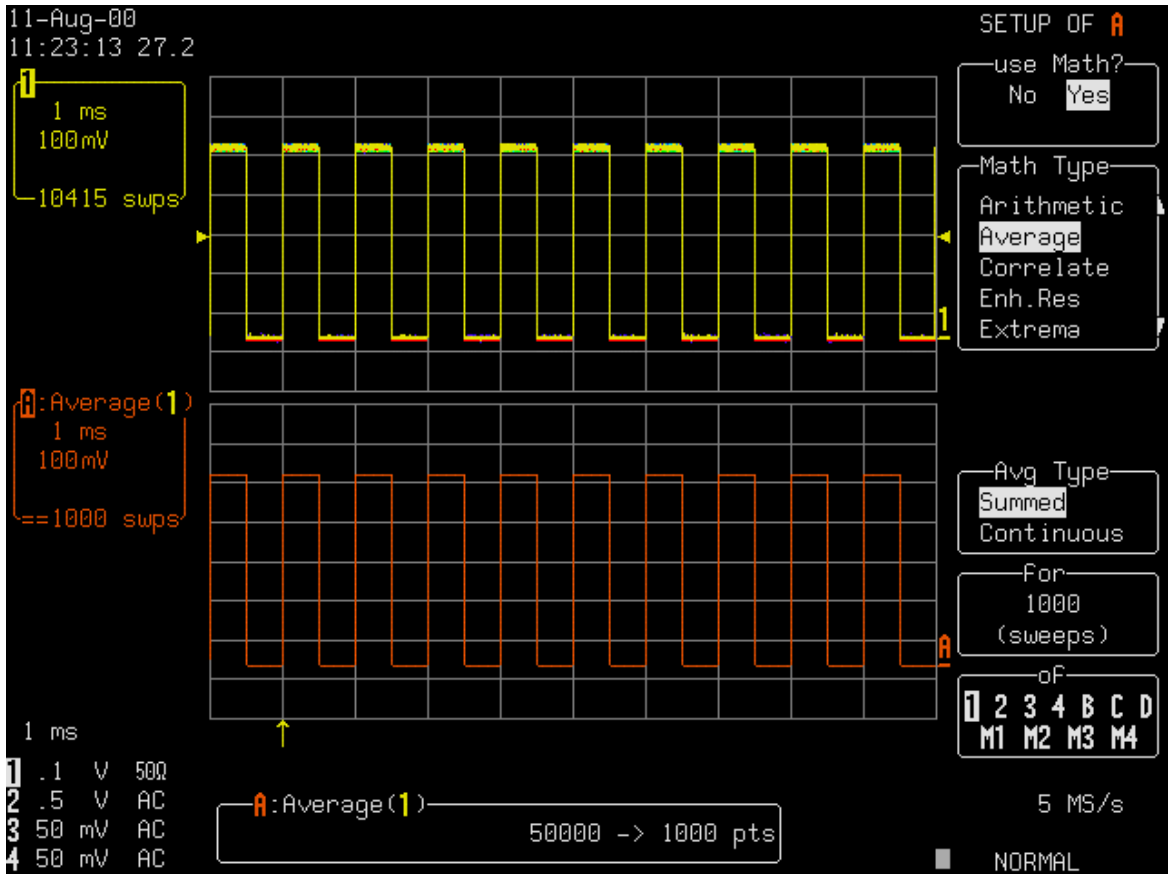 11-Aug-00
11:23:13 27.2
1
1 ms
100mV
10415 swps
1
A:Average(1)
1 ms
100mV
==1000 swps
A
1 ms
1 .1 V 50Ω
2 .5 V AC
3 50 mV AC
4 50 mV AC
A:Average(1)
50000 -> 1000 pts
SETUP OF A
use Math?
No Yes
Math Type
Arithmetic
Average
Correlate
Enh.Res
Extrema
Avg Type
Summed
Continuous
For
1000
(sweeps)
of
1 2 3 4 B C D
M1 M2 M3 M4
5 MS/s
NORMAL